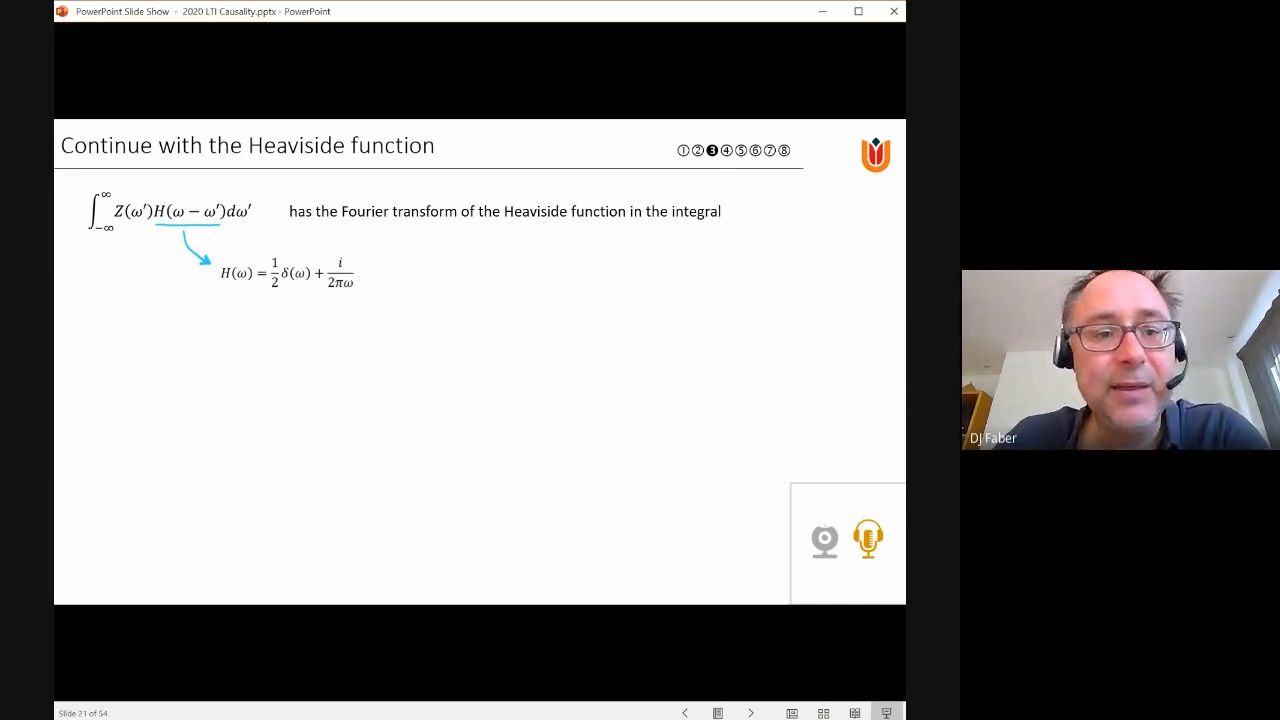 PowerPoint Slide Show - 2020 LTI Causality.pptx - PowerPoint
Continue with the Heaviside function
①②❸④⑤⑥⑦⑧
∫_{-∞}^{∞} Z(ω′)H(ω − ω′)dω′ has the Fourier transform of the Heaviside function in the integral
H(ω) = 1/2 δ(ω) + i/2πω
DJ Faber
Slide 21 of 54